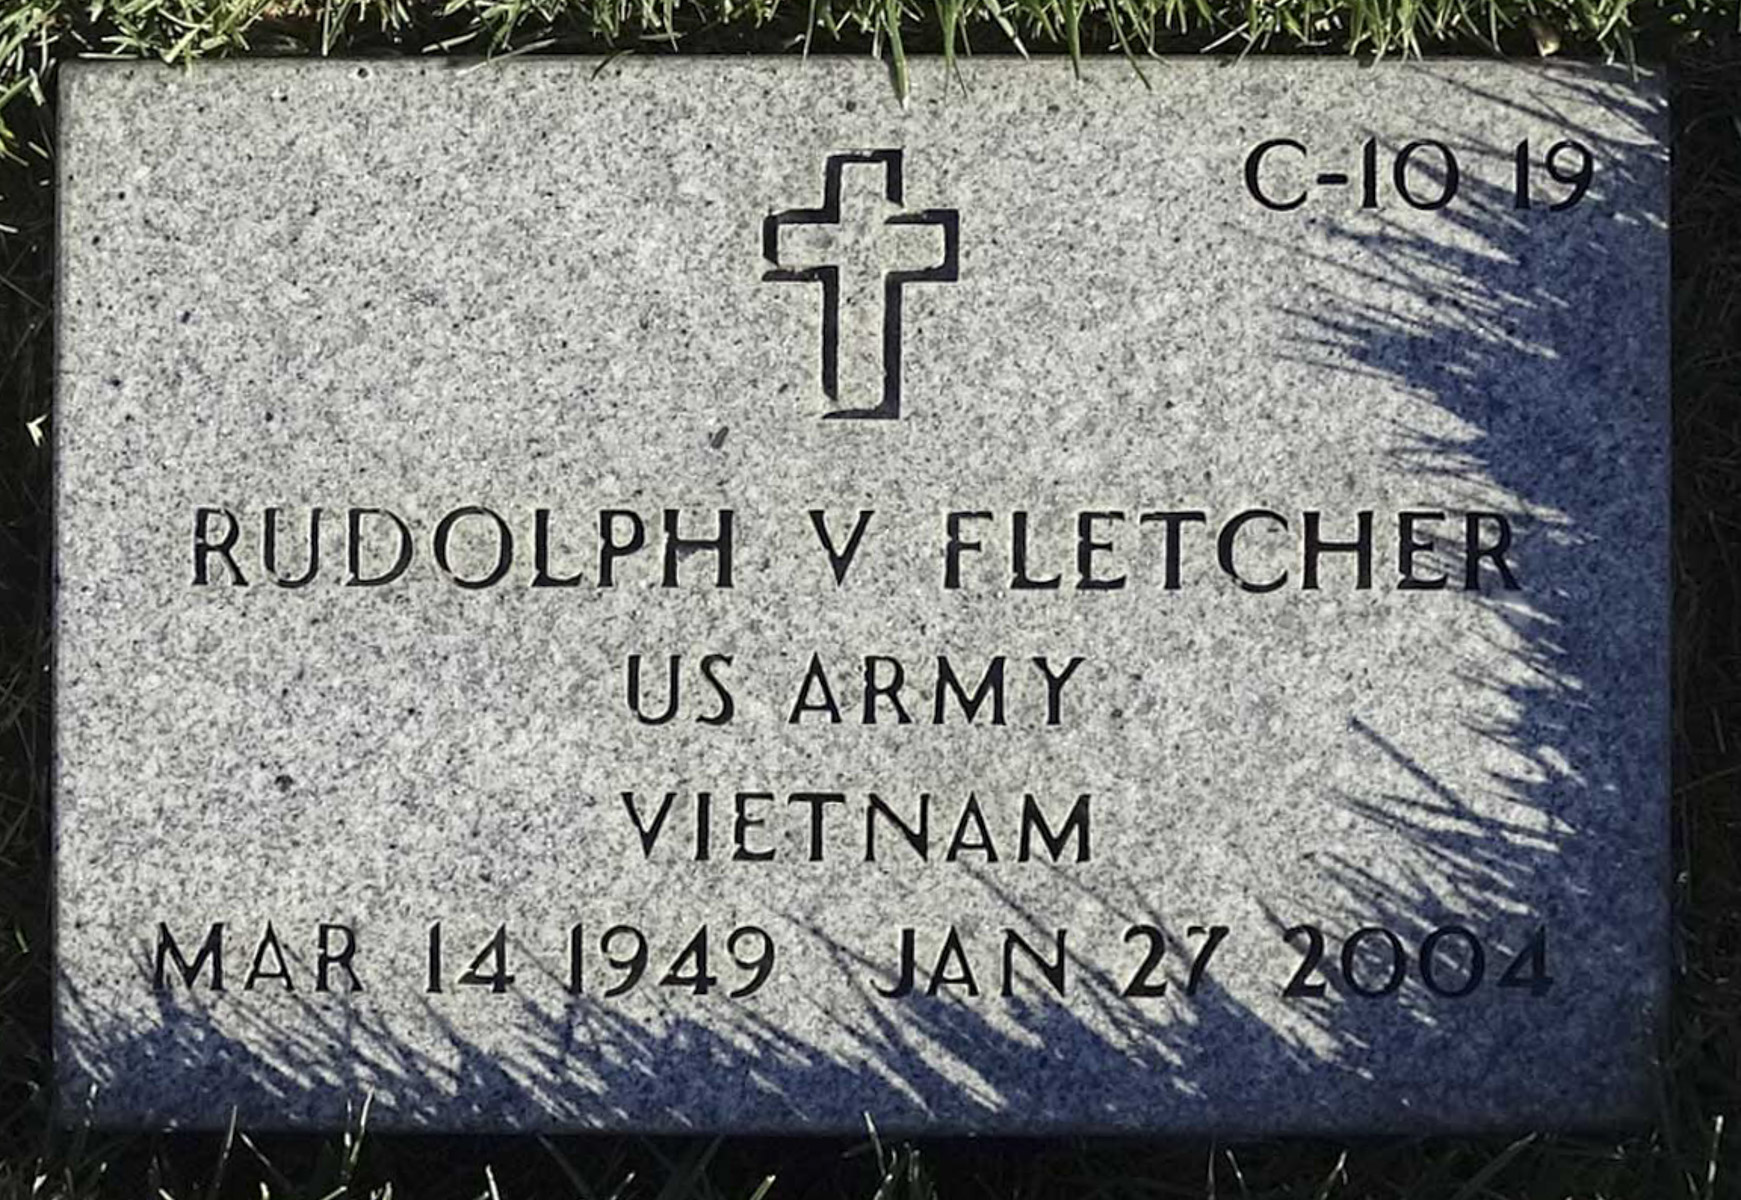 C-10 19
RUDOLPH V FLETCHER
US ARMY
VIETNAM
MAR 14 1949 JAN 27 2004